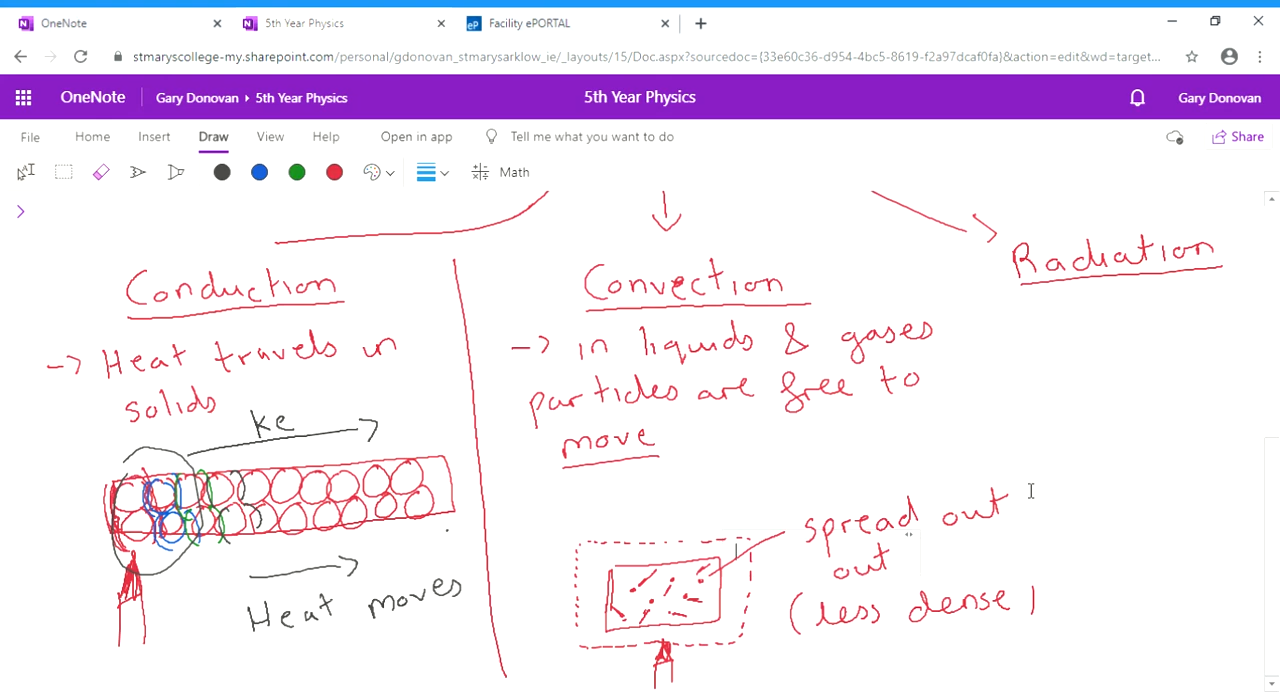 OneNote
5th Year Physics
Facility ePORTAL
stmaryscollege-my.sharepoint.com/personal/gdonovan_stmarysarklow_ie/_layouts/15/Doc.aspx?sourcedoc={33e60c36-d954-4bc5-8619-f2a97dcaf0fa}&action=edit&wd=target...
OneNote
Gary Donovan › 5th Year Physics
5th Year Physics
Gary Donovan
File Home Insert Draw View Help Open in app Tell me what you want to do Share
Math
Conduction
→ Heat travels in
solids
ke
Heat moves
Convection
→ in liquids & gases
particles are free to
move
spread out
out
(less dense)
Radiation